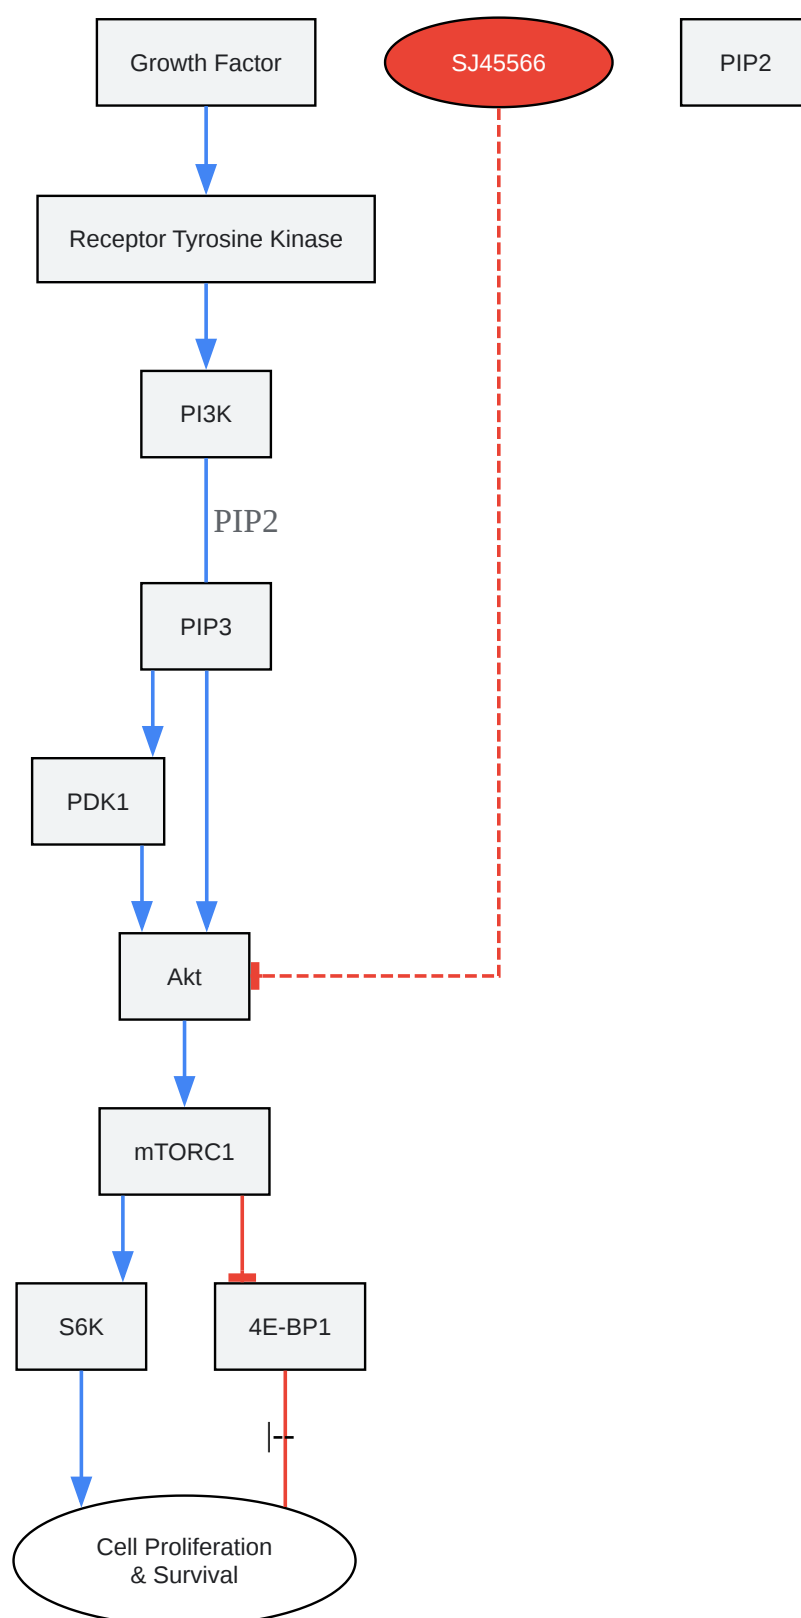 Growth Factor
SJ45566
PIP2
Receptor Tyrosine Kinase
PI3K
PIP2
PIP3
PDK1
Akt
mTORC1
S6K
4E-BP1
|--
Cell Proliferation
& Survival